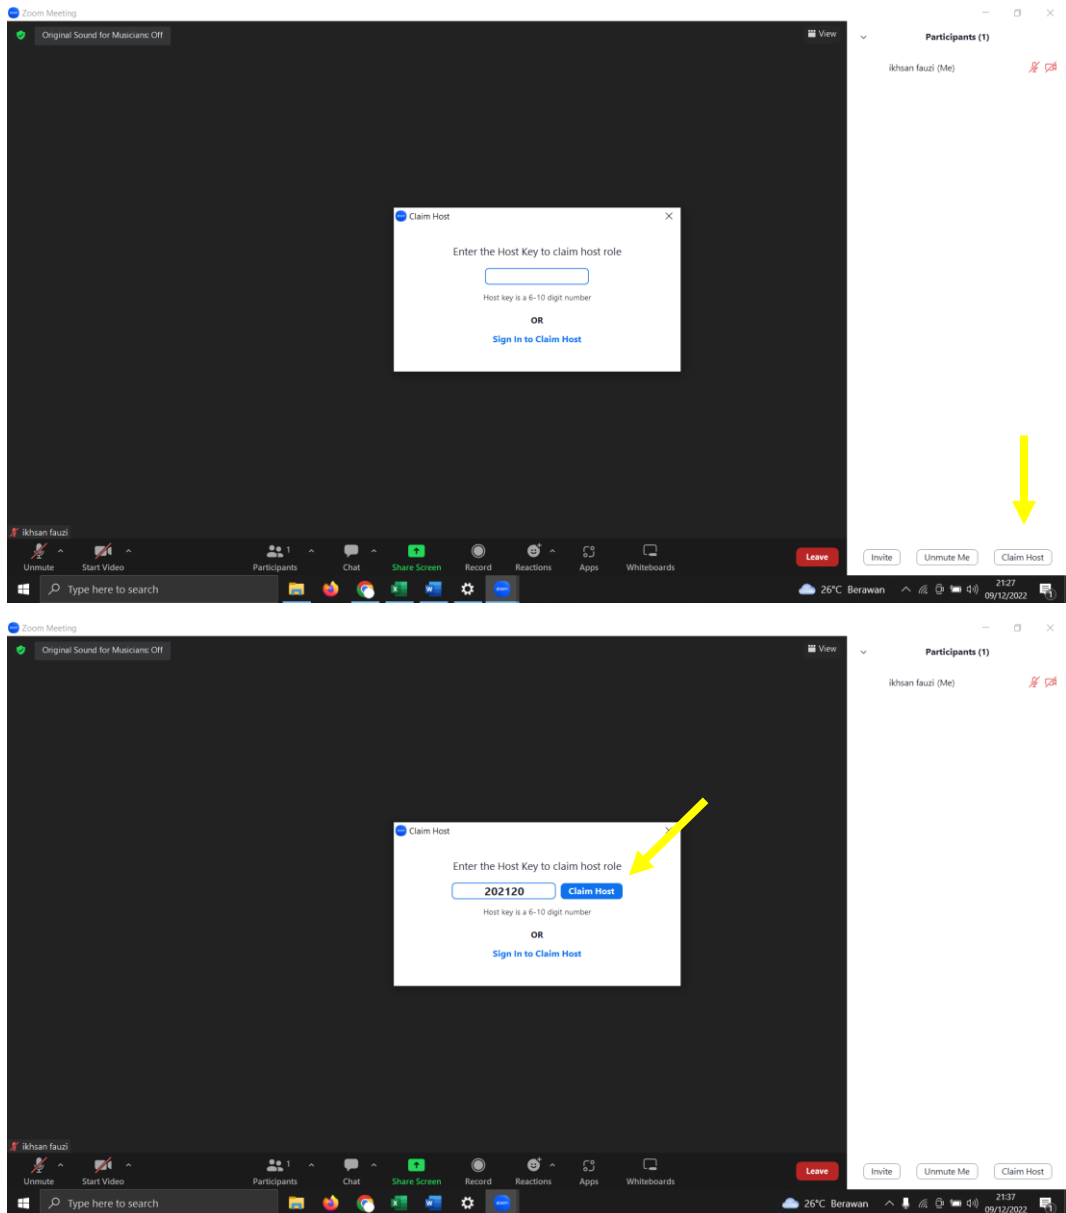 Zoom Meeting
Original Sound for Musicians: Off
View
Participants (1)
ikhsan fauzi (Me)
Claim Host
Enter the Host Key to claim host role
Host key is a 6-10 digit number
OR
Sign In to Claim Host
ikhsan fauzi
Unmute
Start Video
1
Participants
Chat
Share Screen
Record
Reactions
Apps
Whiteboards
Leave
Invite
Unmute Me
Claim Host
Type here to search
26°C Berawan
21:27
09/12/2022
1
Zoom Meeting
Original Sound for Musicians: Off
View
Participants (1)
ikhsan fauzi (Me)
Claim Host
Enter the Host Key to claim host role
202120
Claim Host
Host key is a 6-10 digit number
OR
Sign In to Claim Host
ikhsan fauzi
Unmute
Start Video
1
Participants
Chat
Share Screen
Record
Reactions
Apps
Whiteboards
Leave
Invite
Unmute Me
Claim Host
Type here to search
26°C Berawan
21:37
09/12/2022
1